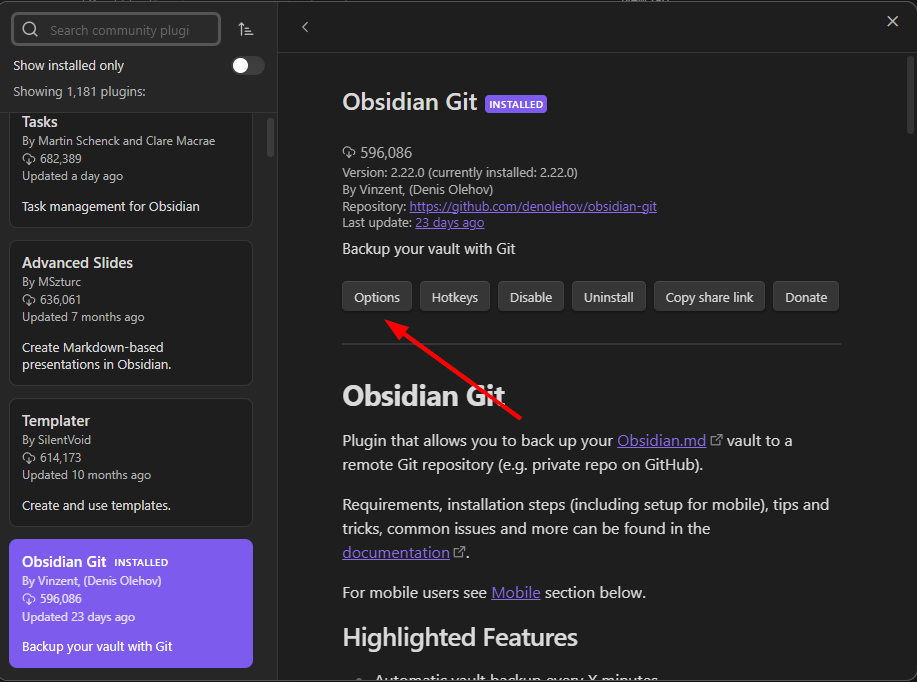 Search community plugi
Show installed only
Showing 1,181 plugins:
Tasks
By Martin Schenck and Clare Macrae
682,389
Updated a day ago
Task management for Obsidian
Advanced Slides
By MSzturc
636,061
Updated 7 months ago
Create Markdown-based
presentations in Obsidian.
Templater
By SilentVoid
614,173
Updated 10 months ago
Create and use templates.
Obsidian Git INSTALLED
By Vinzent, (Denis Olehov)
596,086
Updated 23 days ago
Backup your vault with Git
Obsidian Git INSTALLED
596,086
Version: 2.22.0 (currently installed: 2.22.0)
By Vinzent, (Denis Olehov)
Repository: https://github.com/denolehov/obsidian-git
Last update: 23 days ago
Backup your vault with Git
Options Hotkeys Disable Uninstall Copy share link Donate
Obsidian Git
Plugin that allows you to back up your Obsidian.md vault to a
remote Git repository (e.g. private repo on GitHub).
Requirements, installation steps (including setup for mobile), tips and
tricks, common issues and more can be found in the
documentation.
For mobile users see Mobile section below.
Highlighted Features
• Automatic vault backup every X minutes